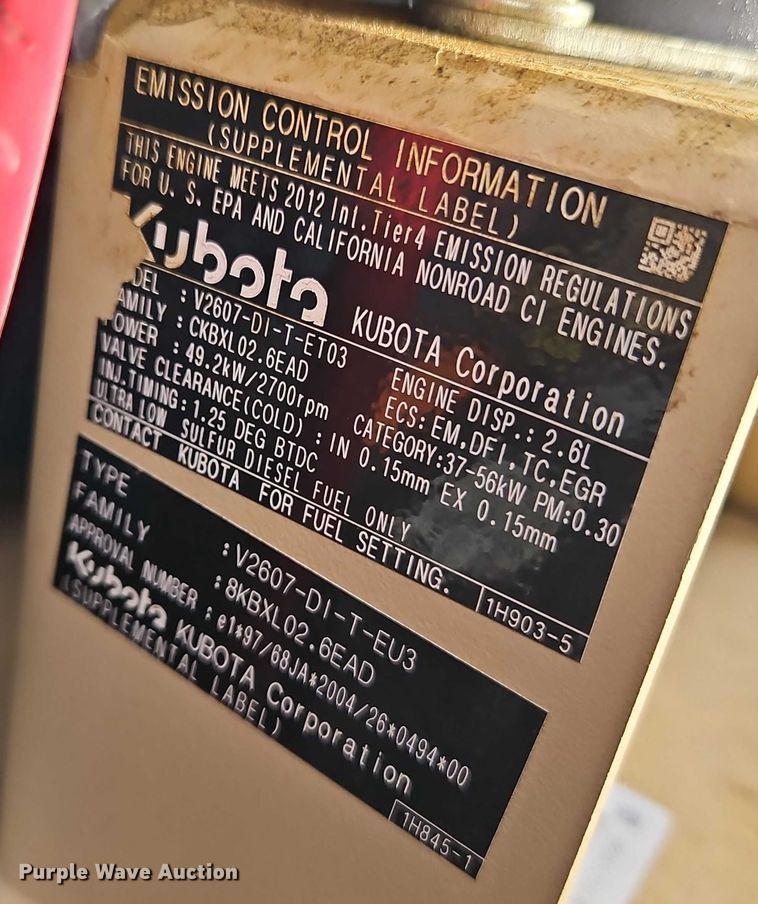 EMISSION CONTROL INFORMATION
(SUPPLEMENTAL LABEL)
THIS ENGINE MEETS 2012 Int.Tier4 EMISSION REGULATIONS
FOR U. S. EPA AND CALIFORNIA NONROAD CI ENGINES.
Kubota KUBOTA Corporation
DEL : V2607-DI-T-ET03 ENGINE DISP.: 2.6L
AMILY : CKBXL02.6EAD ECS: EM,DFI,TC,EGR
POWER : 49.2kW/2700rpm CATEGORY:37-56kW PM:0.30
VALVE CLEARANCE(COLD) : IN 0.15mm EX 0.15mm
INJ.TIMING: 1.25 DEG BTDC
ULTRA LOW SULFUR DIESEL FUEL ONLY
CONTACT KUBOTA FOR FUEL SETTING.
1H903-5
TYPE : V2607-DI-T-EU3
FAMILY : 8KBXL02.6EAD
APPROVAL NUMBER : e1*97/68JA*2004/26*0494*00
Kubota KUBOTA Corporation
(SUPPLEMENTAL LABEL)
1H845-1
Purple Wave Auction